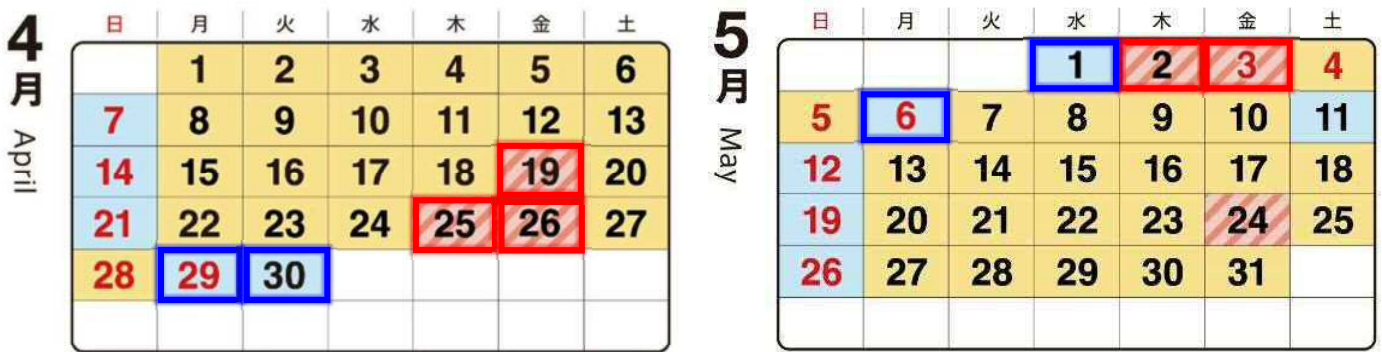 4月 April
日 月 火 水 木 金 土
1 2 3 4 5 6
7 8 9 10 11 12 13
14 15 16 17 18 19 20
21 22 23 24 25 26 27
28 29 30
5月 May
日 月 火 水 木 金 土
1 2 3 4
5 6 7 8 9 10 11
12 13 14 15 16 17 18
19 20 21 22 23 24 25
26 27 28 29 30 31